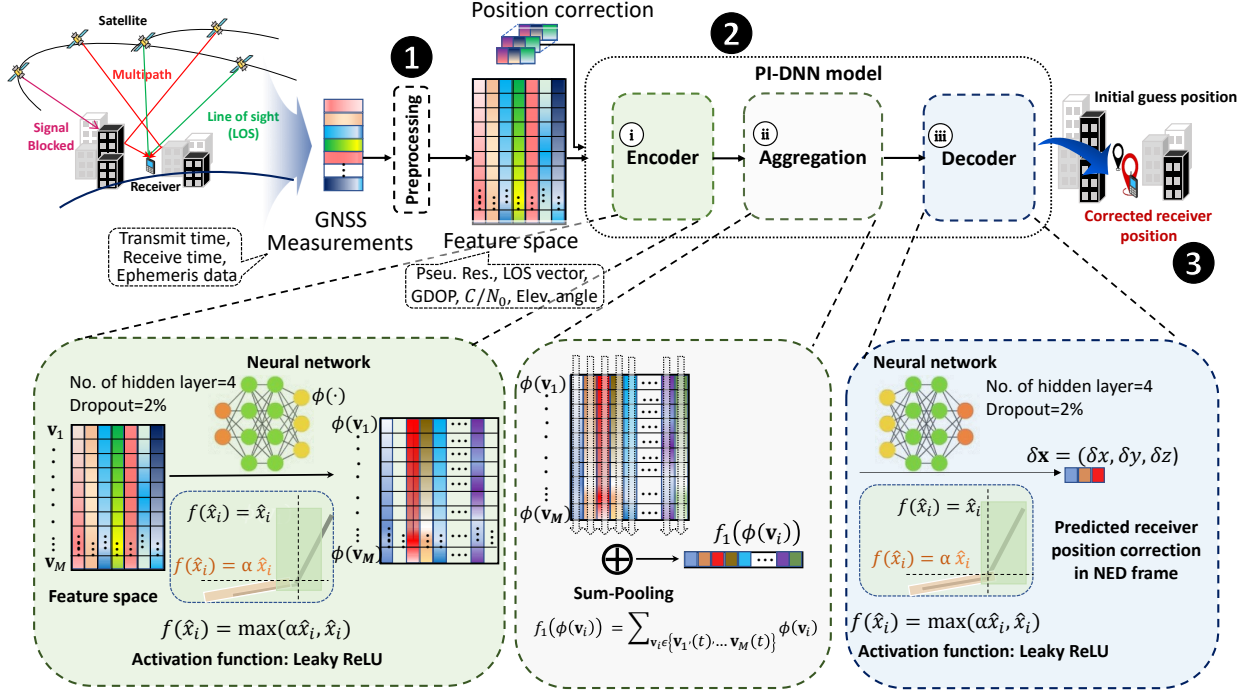 Satellite
Multipath
Line of sight
(LOS)
Signal
Blocked
Receiver
Transmit time,
Receive time,
Ephemeris data
GNSS
Measurements
1
Preprocessing
Position correction
Feature space
Pseu. Res., LOS vector,
GDOP, C/N₀, Elev. angle
2
PI-DNN model
i
Encoder
ii
Aggregation
iii
Decoder
Initial guess position
Corrected receiver
position
3
Neural network
No. of hidden layer=4
Dropout=2%
ϕ(·)
v₁
v_M
Feature space
ϕ(v₁)
ϕ(v_M)
f(x̂ᵢ) = x̂ᵢ
f(x̂ᵢ) = α x̂ᵢ
f(x̂ᵢ) = max(αx̂ᵢ, x̂ᵢ)
Activation function: Leaky ReLU
ϕ(v₁)
ϕ(v_M)
f₁(ϕ(vᵢ))
Sum-Pooling
f₁(ϕ(vᵢ)) = ∑ vᵢϵ{v₁,(t),… v_M(t)} ϕ(vᵢ)
Neural network
No. of hidden layer=4
Dropout=2%
δx = (δx, δy, δz)
f(x̂ᵢ) = x̂ᵢ
f(x̂ᵢ) = α x̂ᵢ
Predicted receiver
position correction
in NED frame
f(x̂ᵢ) = max(αx̂ᵢ, x̂ᵢ)
Activation function: Leaky ReLU